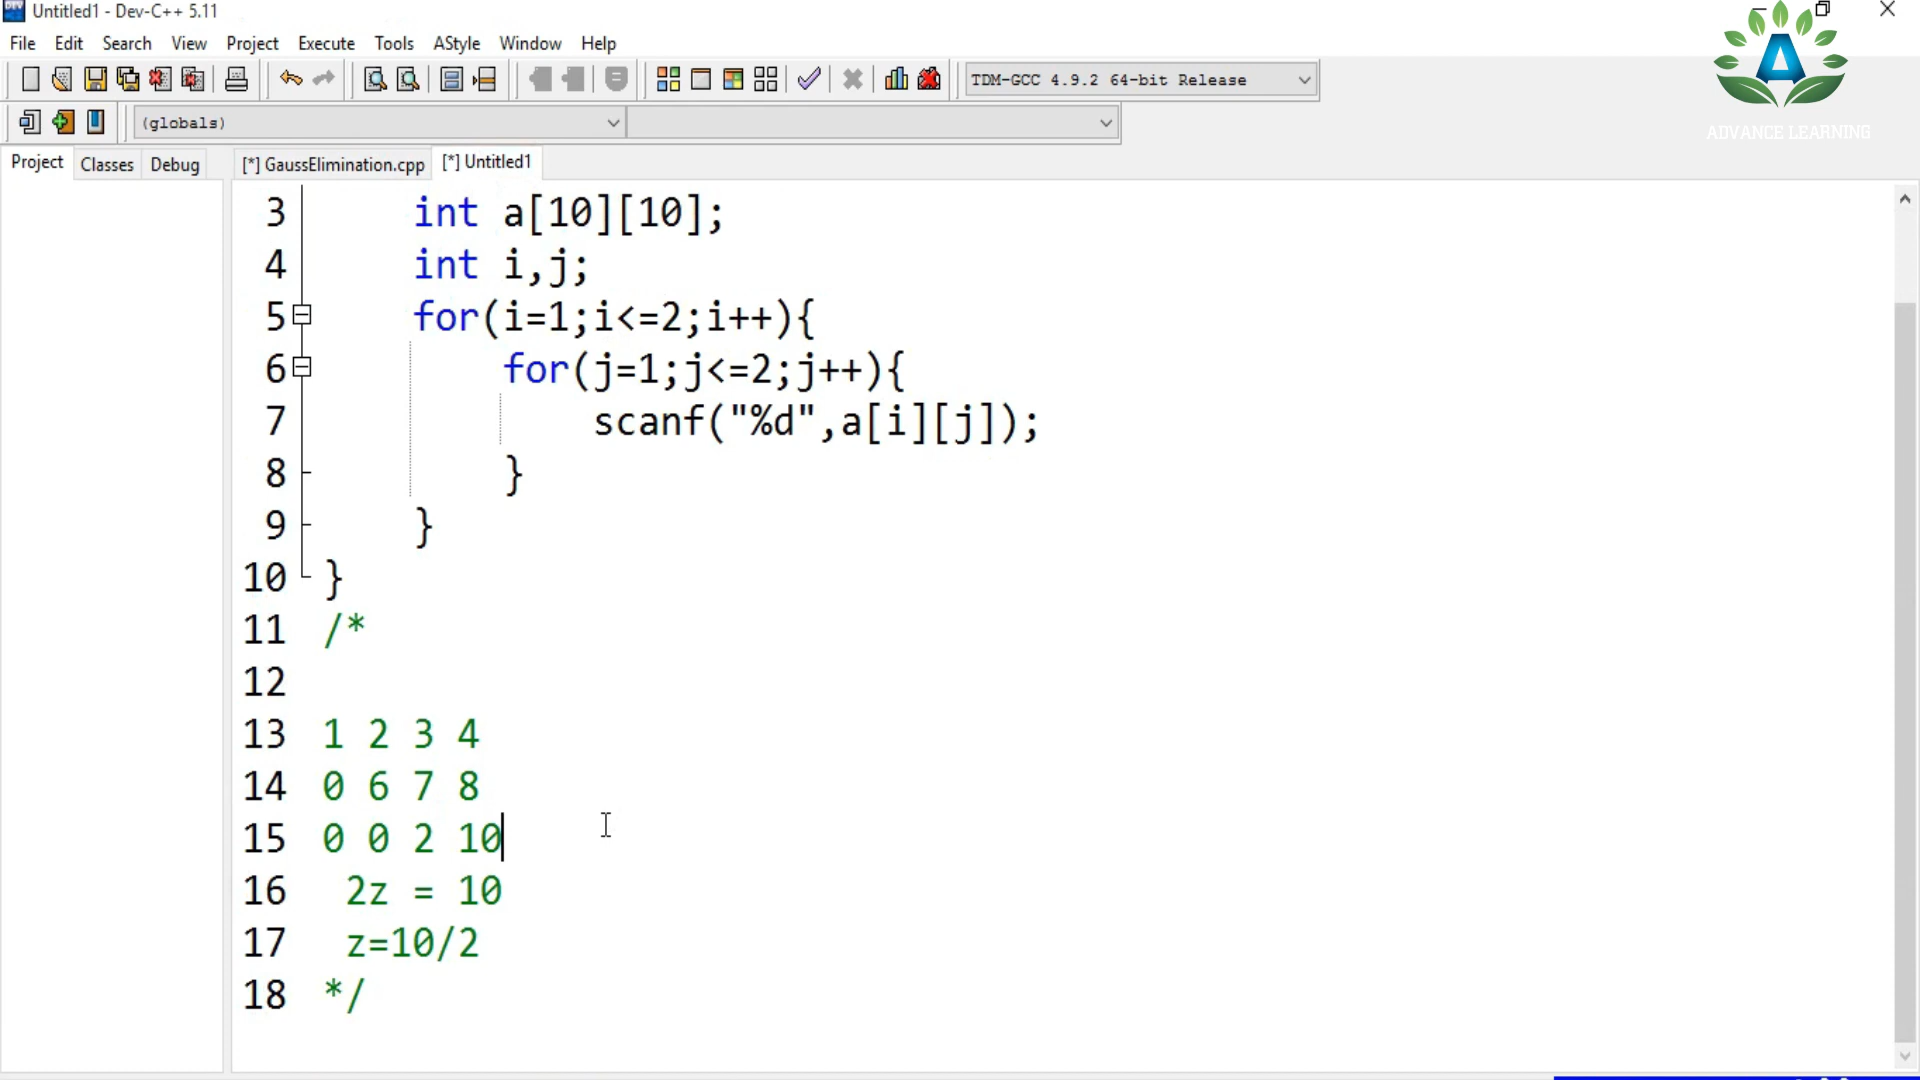 Untitled1 - Dev-C++ 5.11
File Edit Search View Project Execute Tools AStyle Window Help
TDM-GCC 4.9.2 64-bit Release
ADVANCE LEARNING
(globals)
Project Classes Debug
[*] GaussElimination.cpp [*] Untitled1
3 int a[10][10];
4 int i,j;
5 for(i=1;i<=2;i++){
6 for(j=1;j<=2;j++){
7 scanf("%d",a[i][j]);
8 }
9 }
10 }
11 /*
12
13 1 2 3 4
14 0 6 7 8
15 0 0 2 10
16 2z = 10
17 z=10/2
18 */